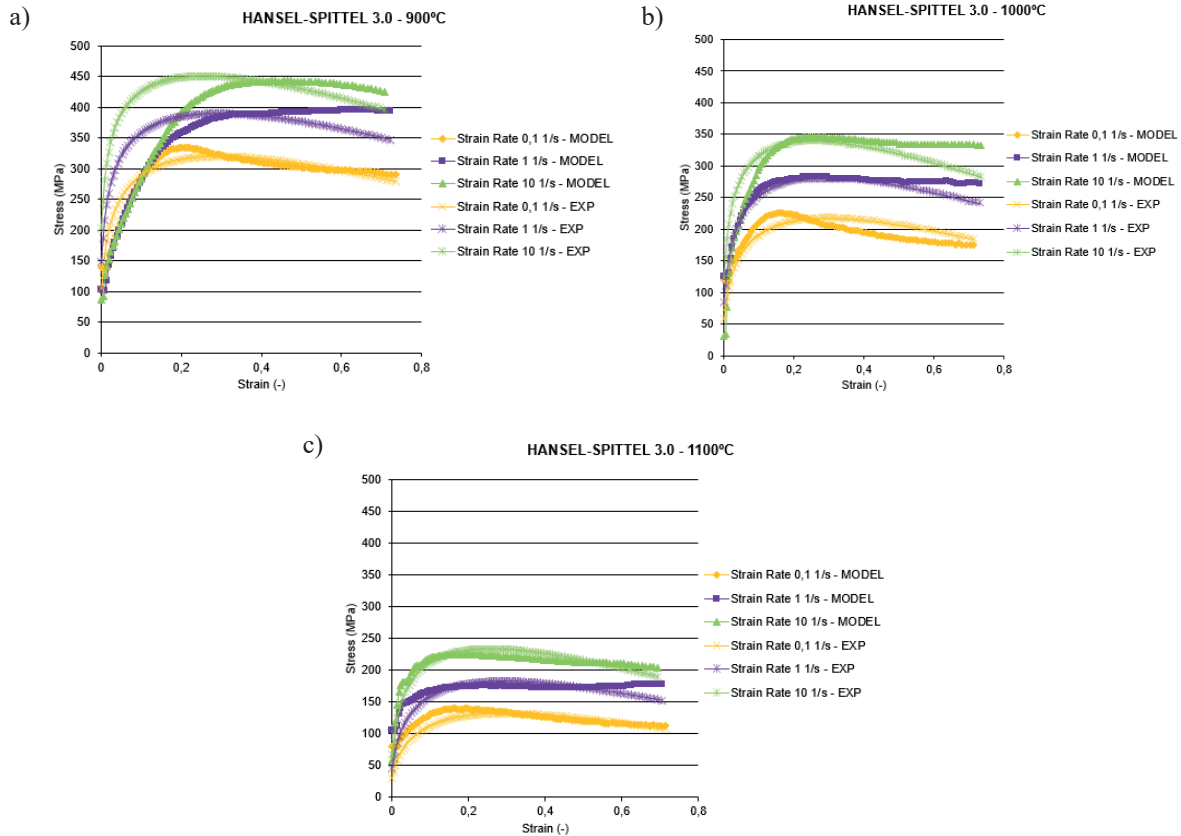 a)
HANSEL-SPITTEL 3.0 - 900ºC
Stress (MPa)
500
450
400
350
300
250
200
150
100
50
0
0
0,2
0,4
0,6
0,8
Strain (-)
Strain Rate 0,1 1/s - MODEL
Strain Rate 1 1/s - MODEL
Strain Rate 10 1/s - MODEL
Strain Rate 0,1 1/s - EXP
Strain Rate 1 1/s - EXP
Strain Rate 10 1/s - EXP
b)
HANSEL-SPITTEL 3.0 - 1000ºC
Stress (MPa)
500
450
400
350
300
250
200
150
100
50
0
0
0,2
0,4
0,6
0,8
Strain (-)
Strain Rate 0,1 1/s - MODEL
Strain Rate 1 1/s - MODEL
Strain Rate 10 1/s - MODEL
Strain Rate 0,1 1/s - EXP
Strain Rate 1 1/s - EXP
Strain Rate 10 1/s - EXP
c)
HANSEL-SPITTEL 3.0 - 1100ºC
Stress (MPa)
500
450
400
350
300
250
200
150
100
50
0
0
0,2
0,4
0,6
0,8
Strain (-)
Strain Rate 0,1 1/s - MODEL
Strain Rate 1 1/s - MODEL
Strain Rate 10 1/s - MODEL
Strain Rate 0,1 1/s - EXP
Strain Rate 1 1/s - EXP
Strain Rate 10 1/s - EXP